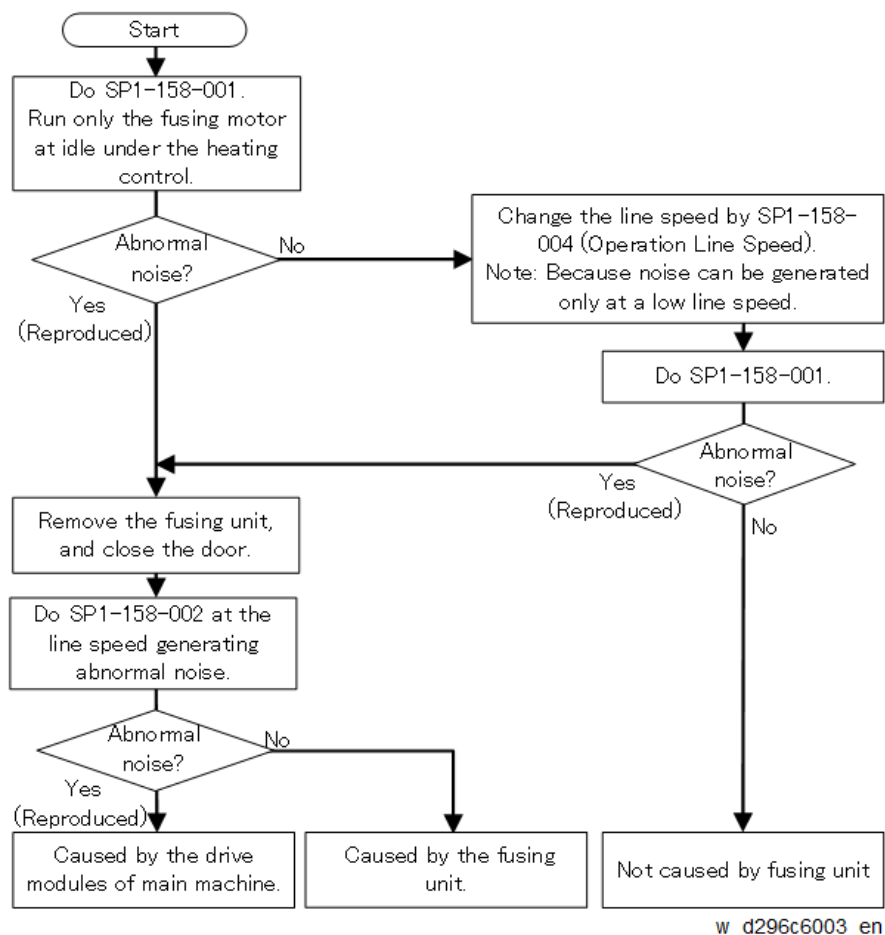 Start
Do SP1-158-001.
Run only the fusing motor
at idle under the heating
control.
Abnormal
noise?
No
Yes
(Reproduced)
Change the line speed by SP1-158-
004 (Operation Line Speed).
Note: Because noise can be generated
only at a low line speed.
Do SP1-158-001.
Abnormal
noise?
Yes
(Reproduced)
No
Remove the fusing unit,
and close the door.
Do SP1-158-002 at the
line speed generating
abnormal noise.
Abnormal
noise?
No
Yes
(Reproduced)
Caused by the drive
modules of main machine.
Caused by the fusing
unit.
Not caused by fusing unit
w_d296c6003_en